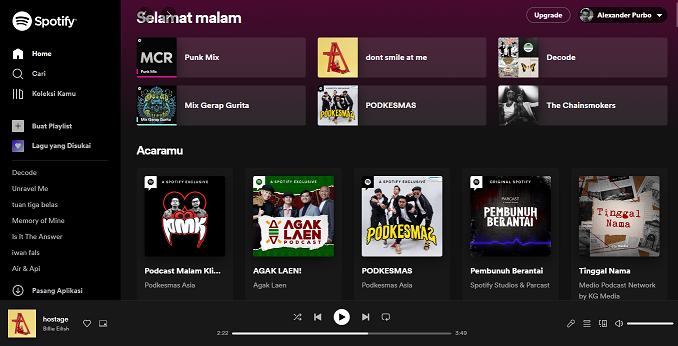 Spotify
Home
Cari
Koleksi Kamu
Buat Playlist
Lagu yang Disukai
Decode
Unravel Me
tuan tiga belas
Memory of Mine
Is It The Answer
iwan fals
Air & Api
Pasang Aplikasi
Selamat malam
Upgrade
Alexander Purbo
MCR
Punk Mix
Punk Mix
dont smile at me
Decode
Mix Gerap Gurita
Mix Gerap Gurita
PODKESMAS
PODKESMAS
The Chainsmokers
Acaramu
A SPOTIFY EXCLUSIVE
PMK
Podcast Malam Kli...
Podkesmas Asia
A SPOTIFY EXCLUSIVE
AGAK
LAEN
PODCAST
AGAK LAEN!
Agak Laen
A SPOTIFY EXCLUSIVE
PODKESMAS
PODKESMAS
Podkesmas Asia
ORIGINAL SPOTIFY
PARCAST
PEMBUNUH
BERANTAI
Pembunuh Berantai
Spotify Studios & Parcast
Tinggal
Nama
Tinggal Nama
Medio Podcast Network
by KG Media
hostage
Billie Eilish
2:22
3:49